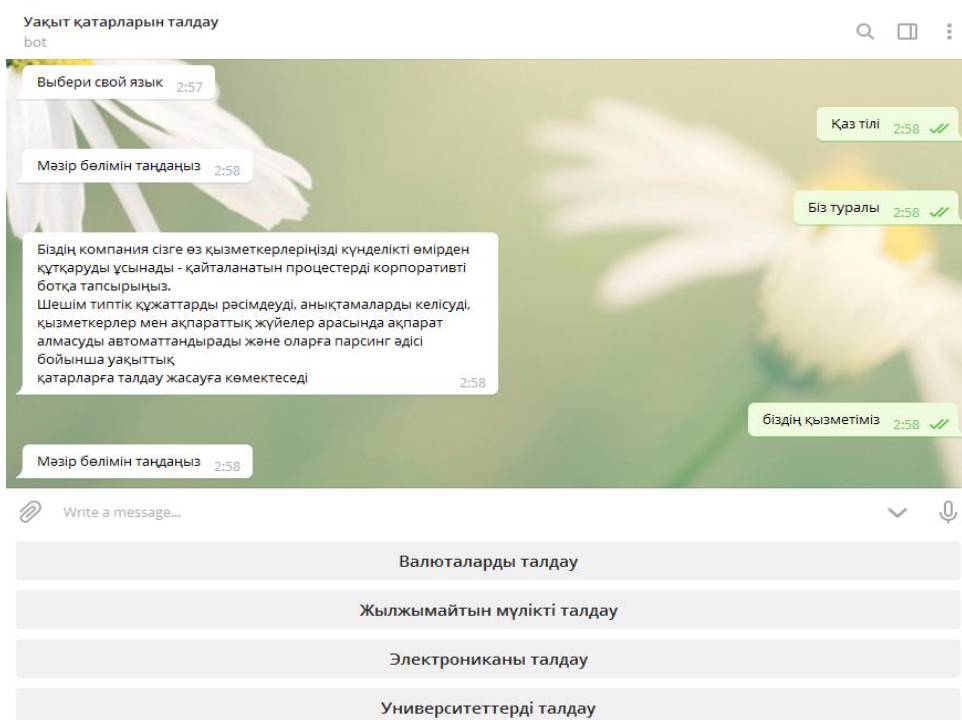 Уақыт қатарларын талдау
bot
Выбери свой язык 2:57
Қаз тілі 2:58
Мәзір бөлімін таңдаңыз 2:58
Біз туралы 2:58
Біздің компания сізге өз қызметкерлеріңізді күнделікті өмірден
құтқаруды ұсынады - қайталанатын процестерді корпоративті
ботқа тапсырыңыз.
Шешім типтік құжаттарды рәсімдеуді, анықтамаларды келісуді,
қызметкерлер мен ақпараттық жүйелер арасында ақпарат
алмасуды автоматтандырады және оларға парсинг әдісі
бойынша уақыттық
қатарларға талдау жасауға көмектеседі 2:58
біздің қызметіміз 2:58
Мәзір бөлімін таңдаңыз 2:58
Write a message...
Валюталарды талдау
Жылжымайтын мүлікті талдау
Электрониканы талдау
Университеттерді талдау